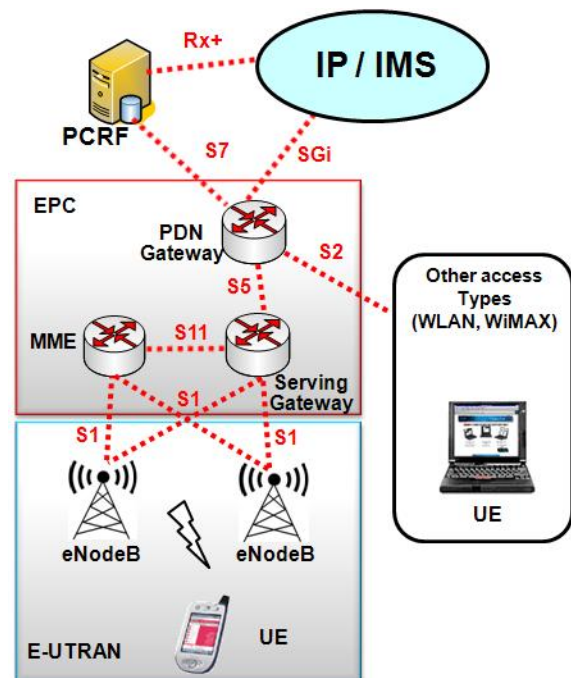 Rx+
IP / IMS
PCRF
S7
SGi
EPC
PDN
Gateway
S2
S5
Other access
Types
(WLAN, WiMAX)
MME
S11
Serving
Gateway
S1
S1
S1
UE
eNodeB
eNodeB
UE
E-UTRAN